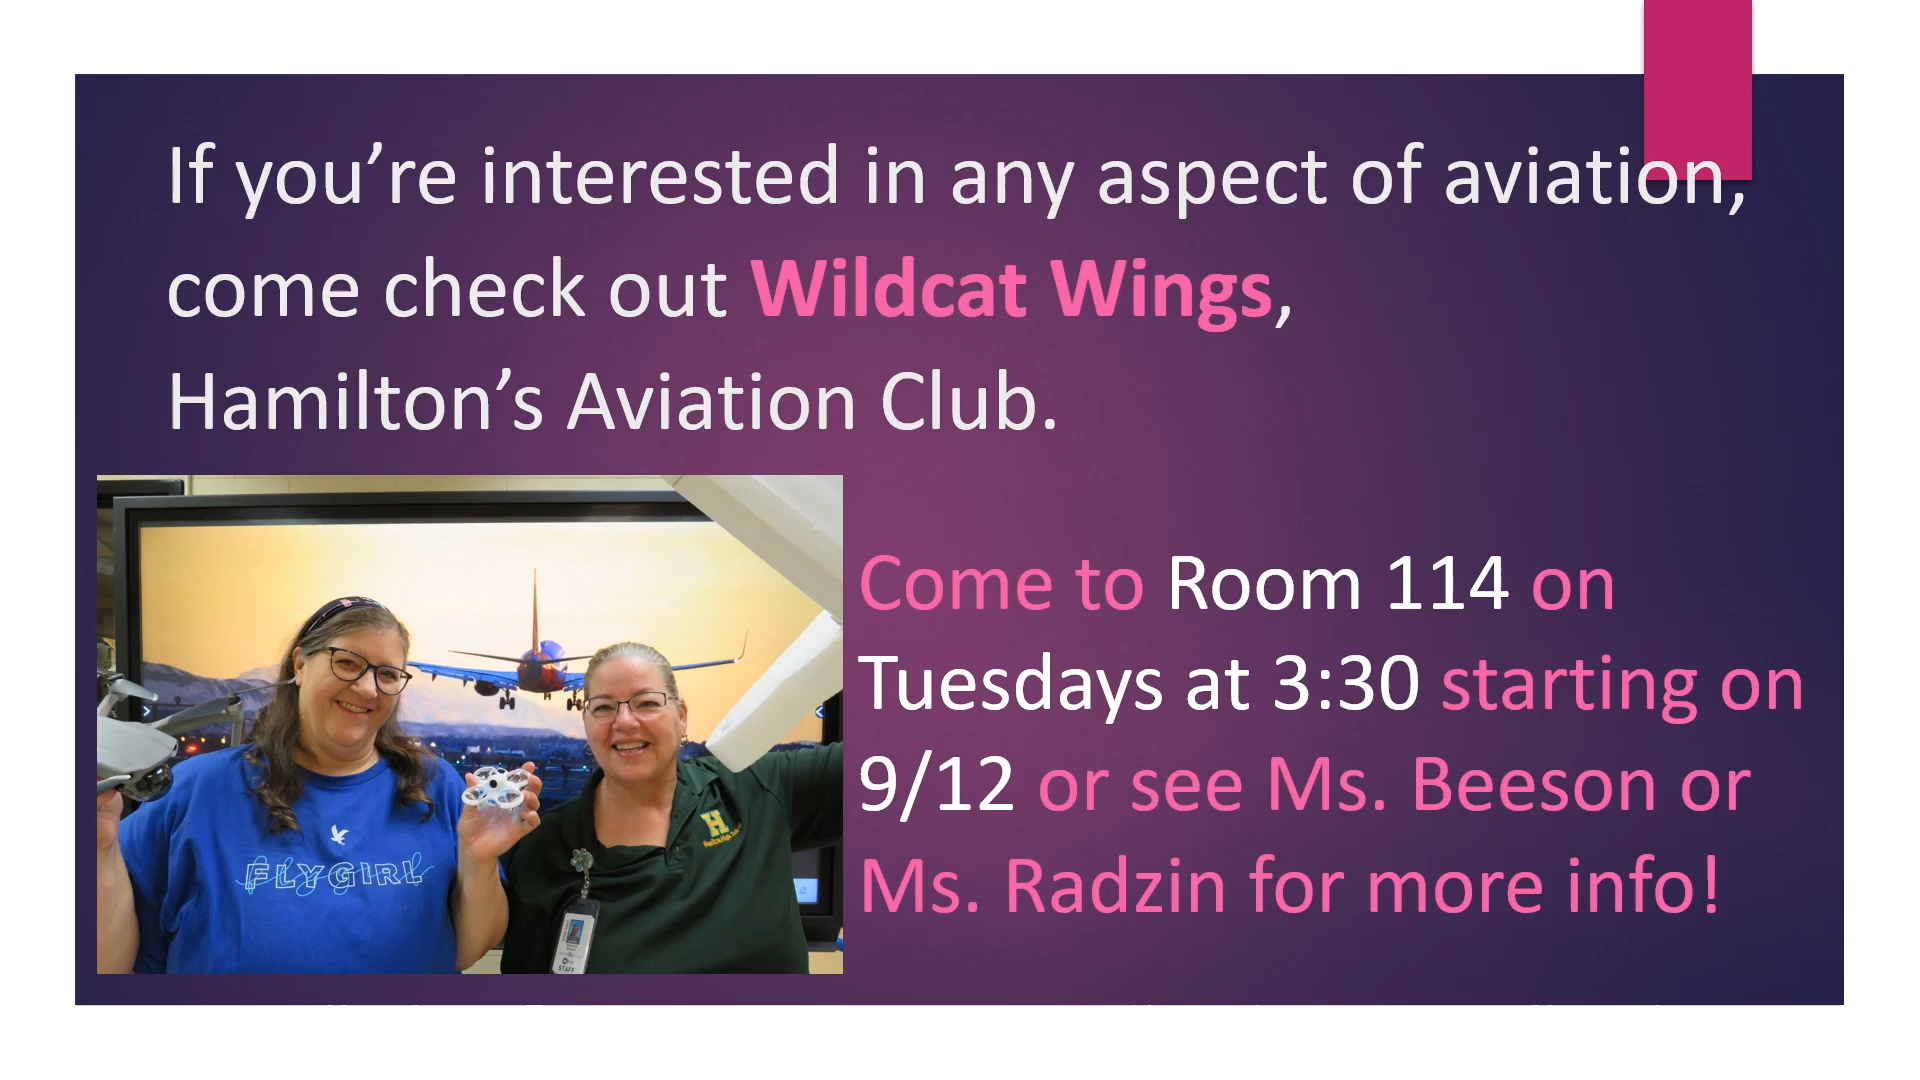 If you’re interested in any aspect of aviation,
come check out Wildcat Wings,
Hamilton’s Aviation Club.
Come to Room 114 on
Tuesdays at 3:30 starting on
9/12 or see Ms. Beeson or
Ms. Radzin for more info!
FLYGIRL
H
STAFF